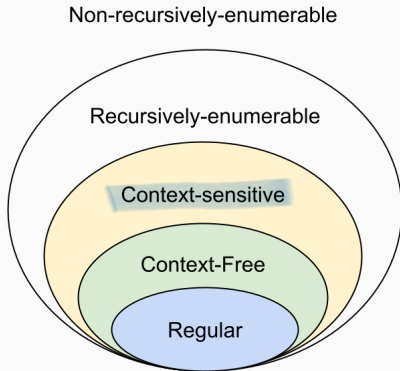 Non-recursively-enumerable
Recursively-enumerable
Context-sensitive
Context-Free
Regular